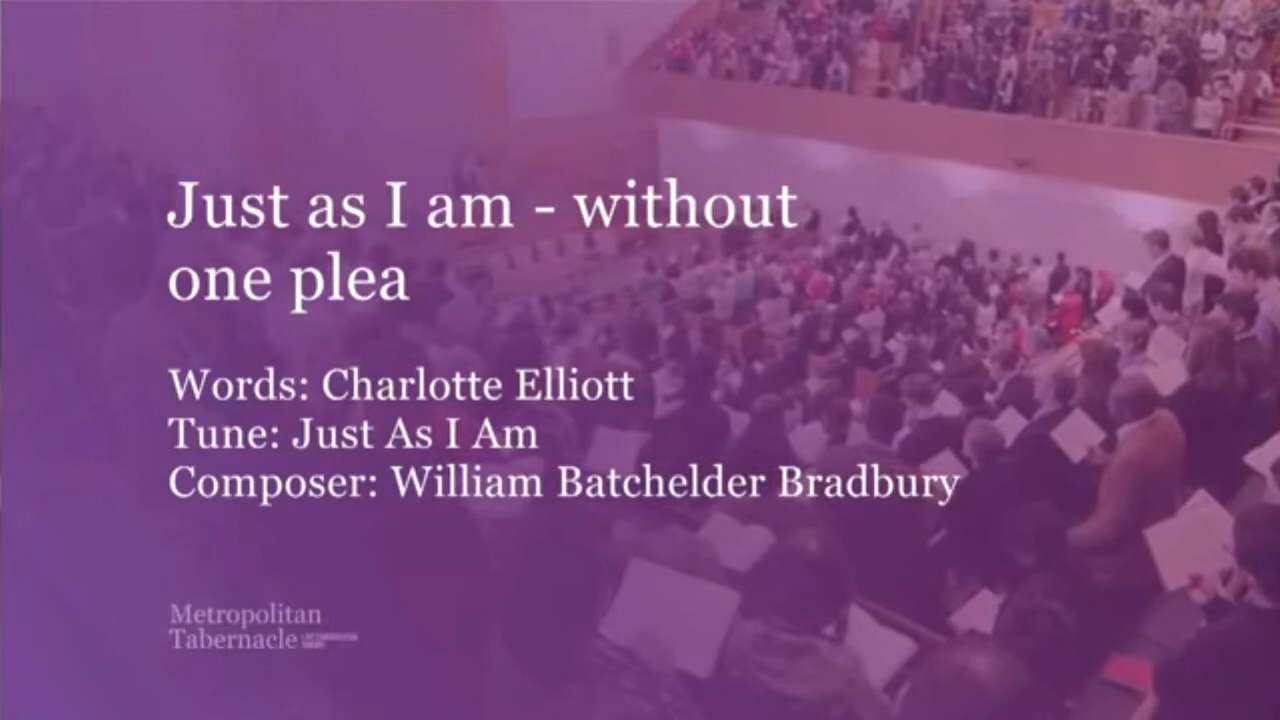 Just as I am - without
one plea
Words: Charlotte Elliott
Tune: Just As I Am
Composer: William Batchelder Bradbury
Metropolitan
Tabernacle